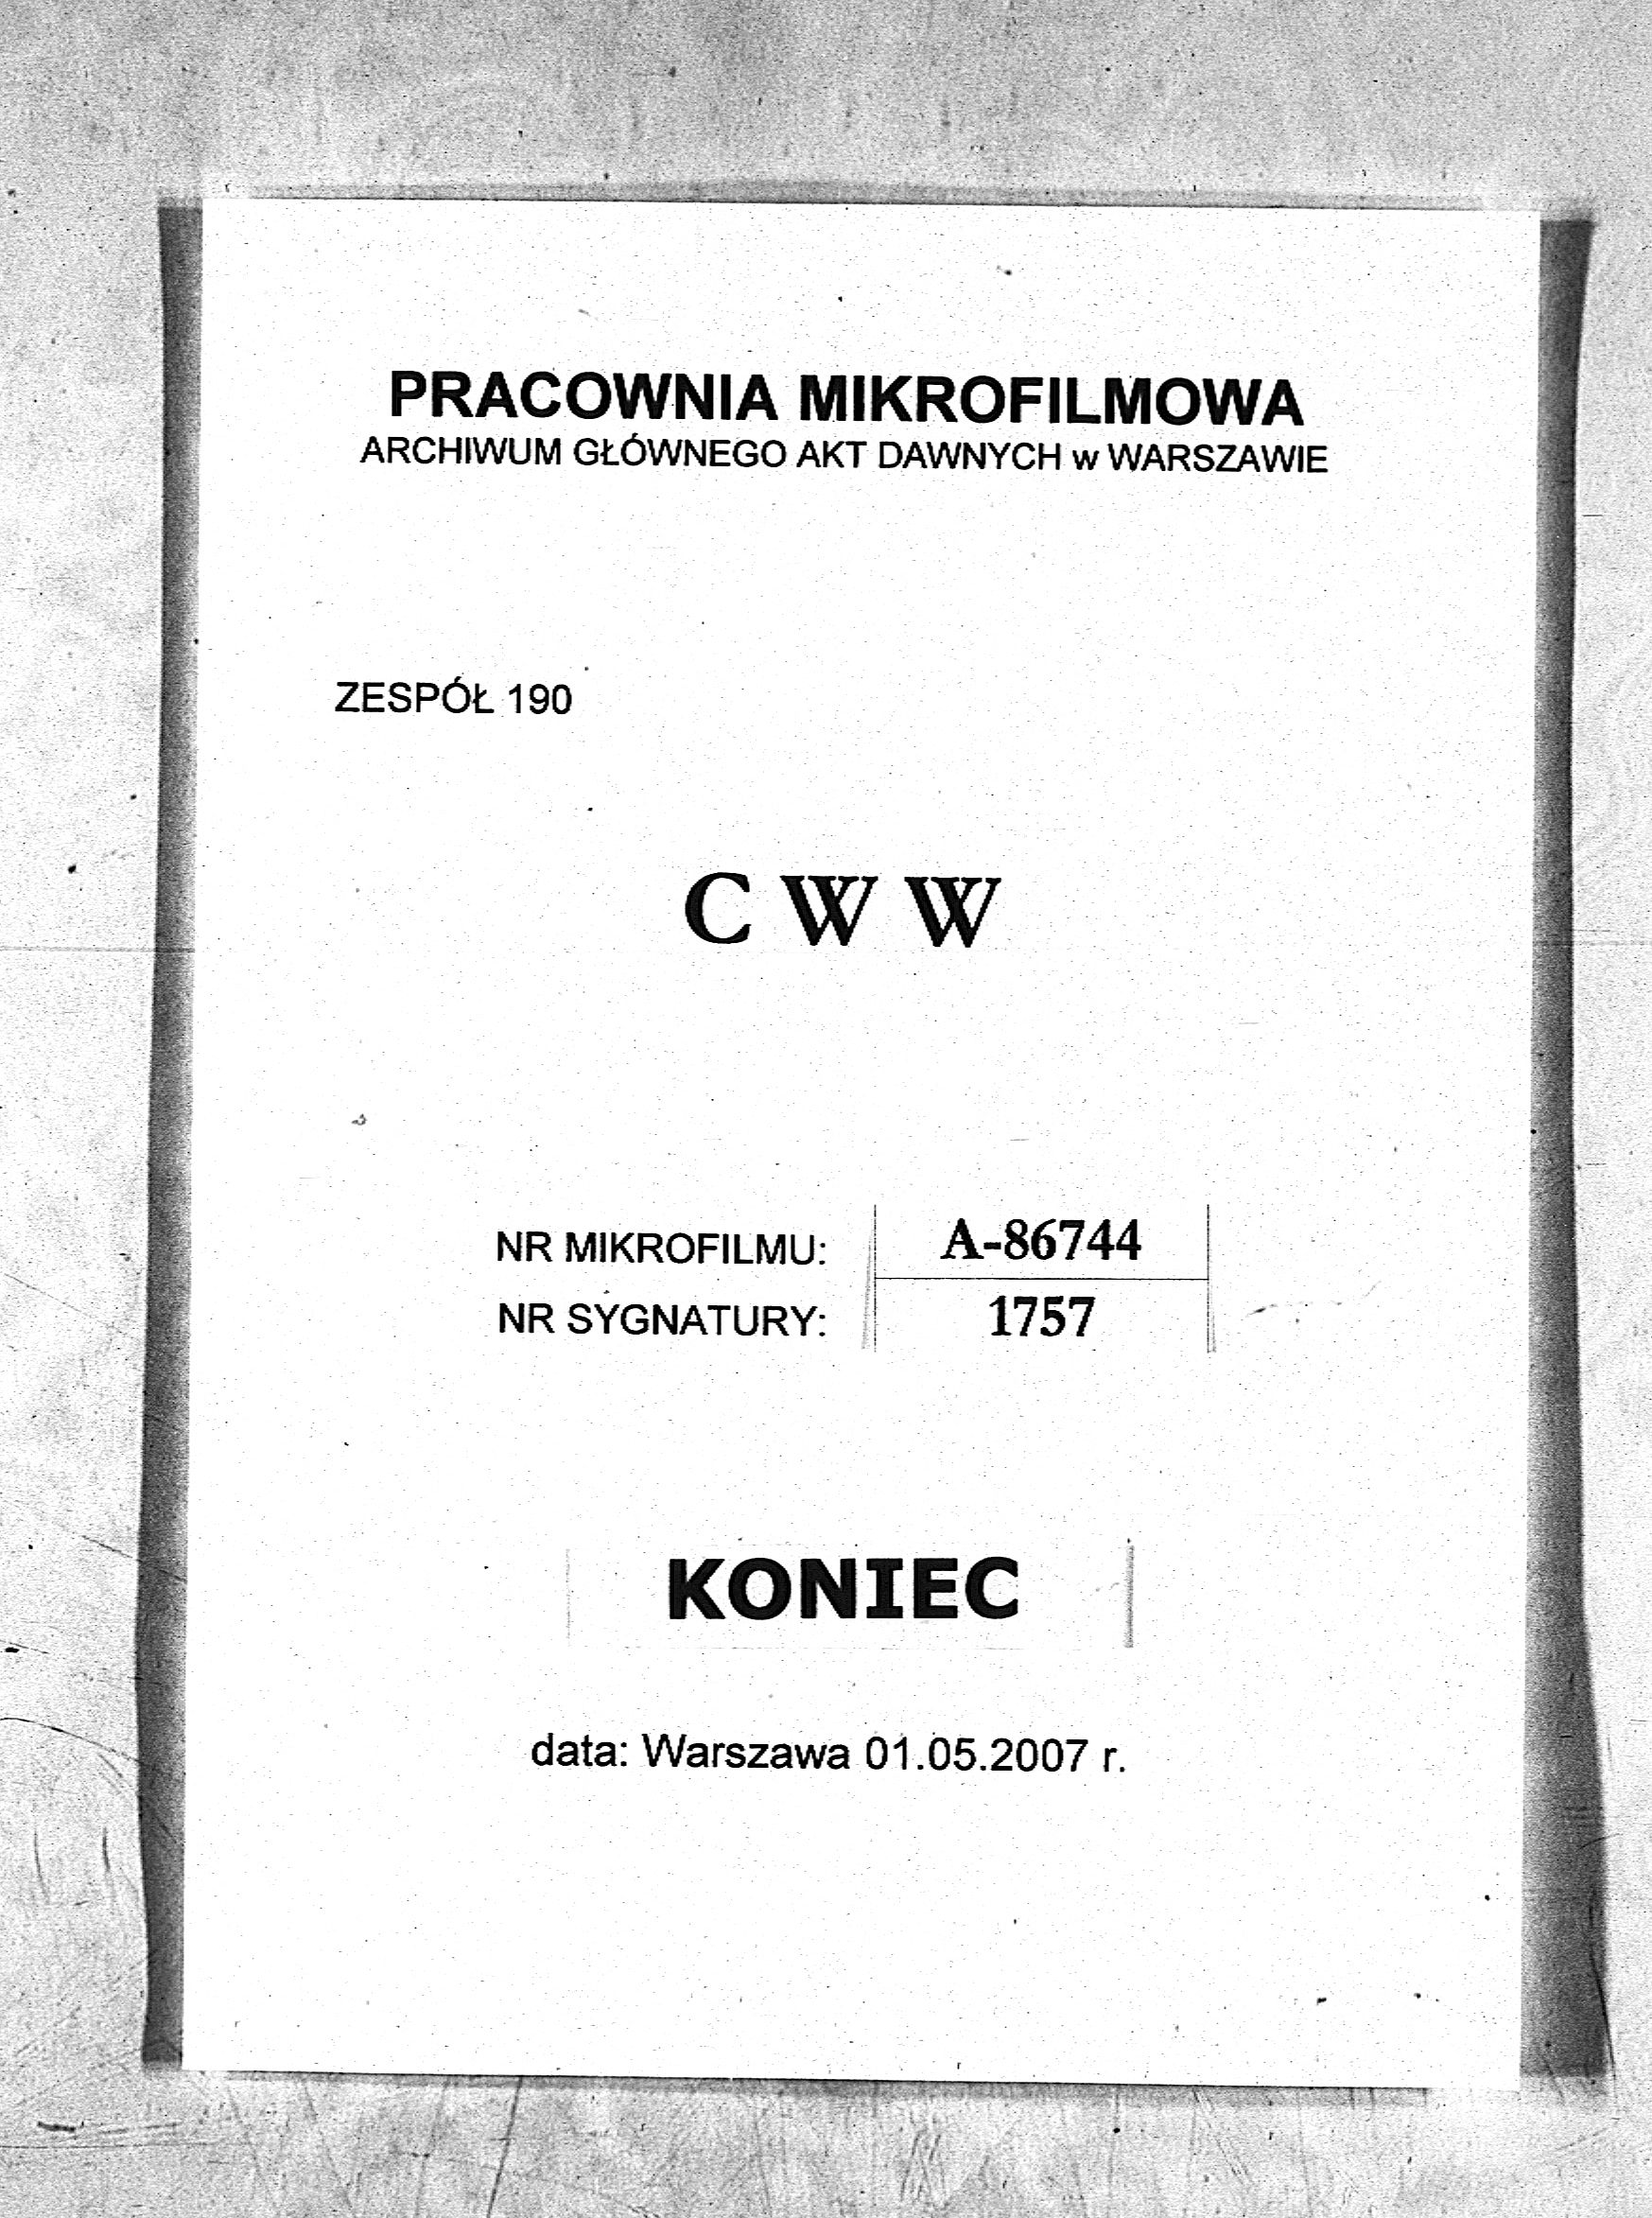 PRACOWNIA MIKROFILMOWA
ARCHIWUM GŁÓWNEGO AKT DAWNYCH w WARSZAWIE
ZESPÓŁ 190
C W W
NR MIKROFILMU: A-86744
NR SYGNATURY: 1757
KONIEC
data: Warszawa 01.05.2007 r.